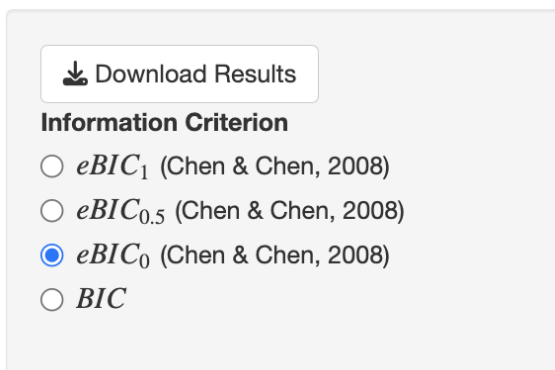 Download Results
Information Criterion
eBIC₁ (Chen & Chen, 2008)
eBIC₀.₅ (Chen & Chen, 2008)
eBIC₀ (Chen & Chen, 2008)
BIC